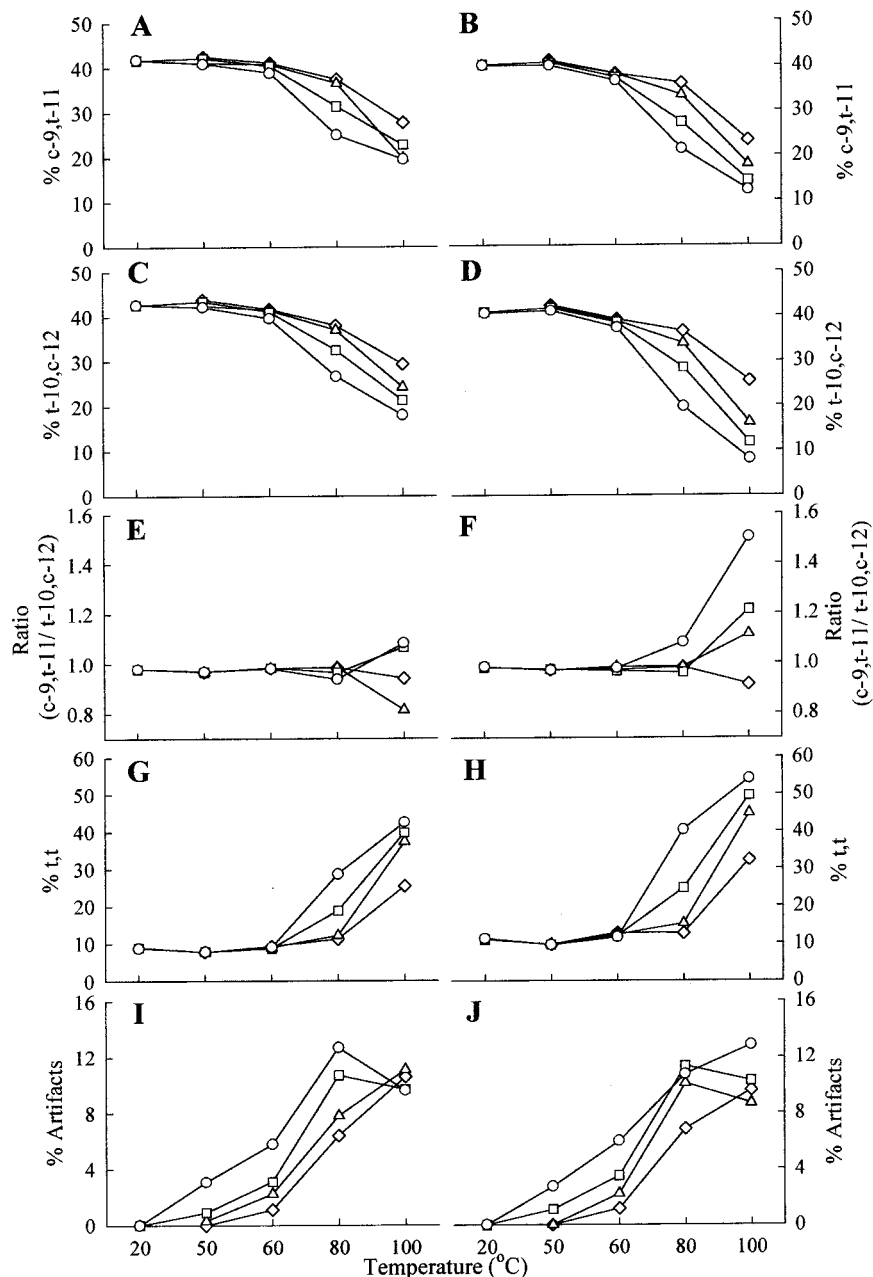 A
B
50
40
30
20
10
0
% c-9,t-11
50
40
30
20
10
0
% c-9,t-11
C
D
50
40
30
20
10
0
% t-10,c-12
50
40
30
20
10
0
% t-10,c-12
E
F
1.6
1.4
1.2
1.0
0.8
Ratio
(c-9,t-11/ t-10,c-12)
1.6
1.4
1.2
1.0
0.8
Ratio
(c-9,t-11/ t-10,c-12)
G
H
60
50
40
30
20
10
0
% t,t
60
50
40
30
20
10
0
% t,t
I
J
16
12
8
4
0
% Artifacts
16
12
8
4
0
% Artifacts
20 50 60 80 100 20 50 60 80 100
Temperature (°C)